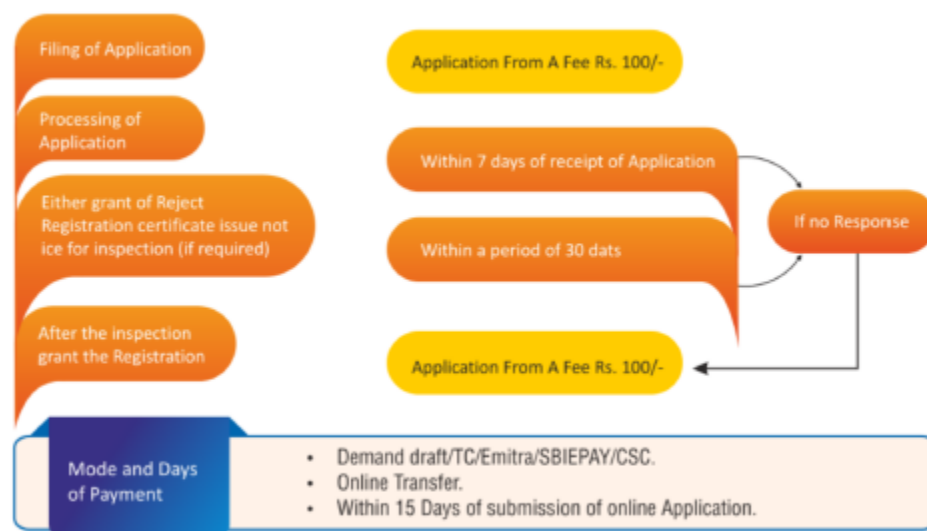 Filing of Application
Application From A Fee Rs. 100/-
Processing of
Application
Within 7 days of receipt of Application
Either grant of Reject
Registration certificate issue not
ice for inspection (if required)
If no Response
Within a period of 30 dats
After the inspection
grant the Registration
Application From A Fee Rs. 100/-
Mode and Days
of Payment
• Demand draft/TC/Emitra/SBIEPAY/CSC.
• Online Transfer.
• Within 15 Days of submission of online Application.